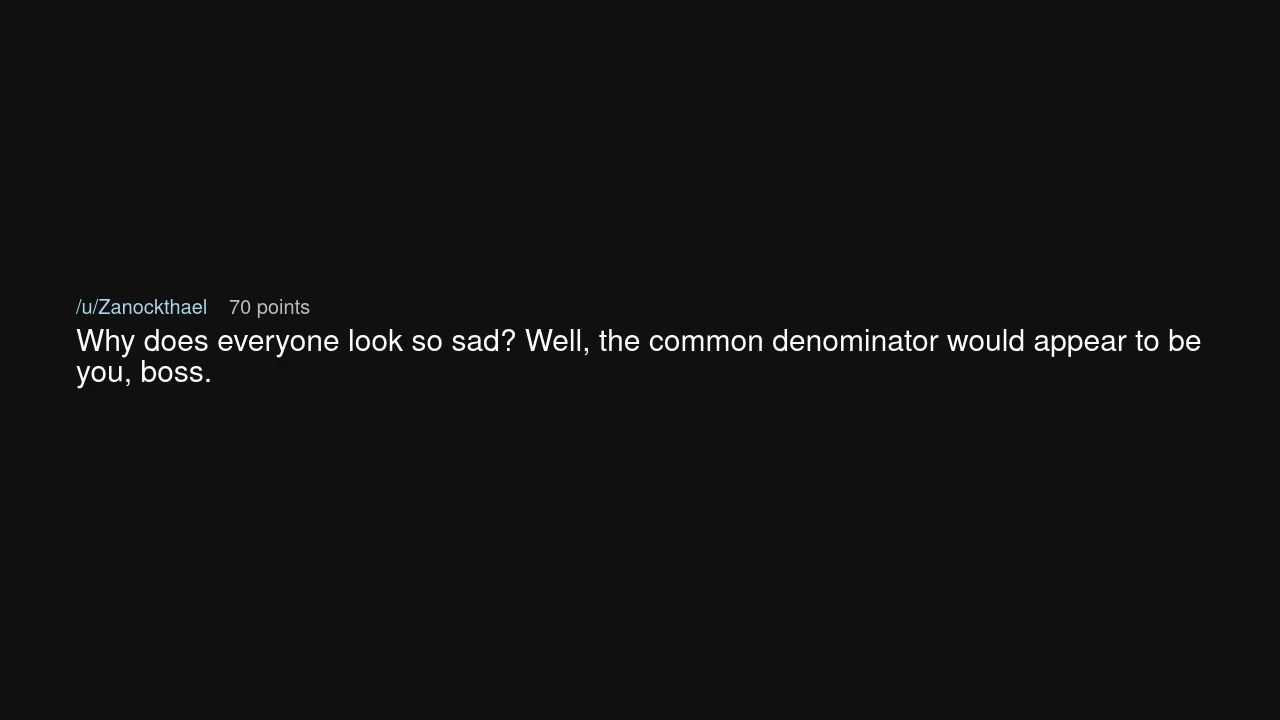 /u/Zanockthael 70 points
Why does everyone look so sad? Well, the common denominator would appear to be
you, boss.